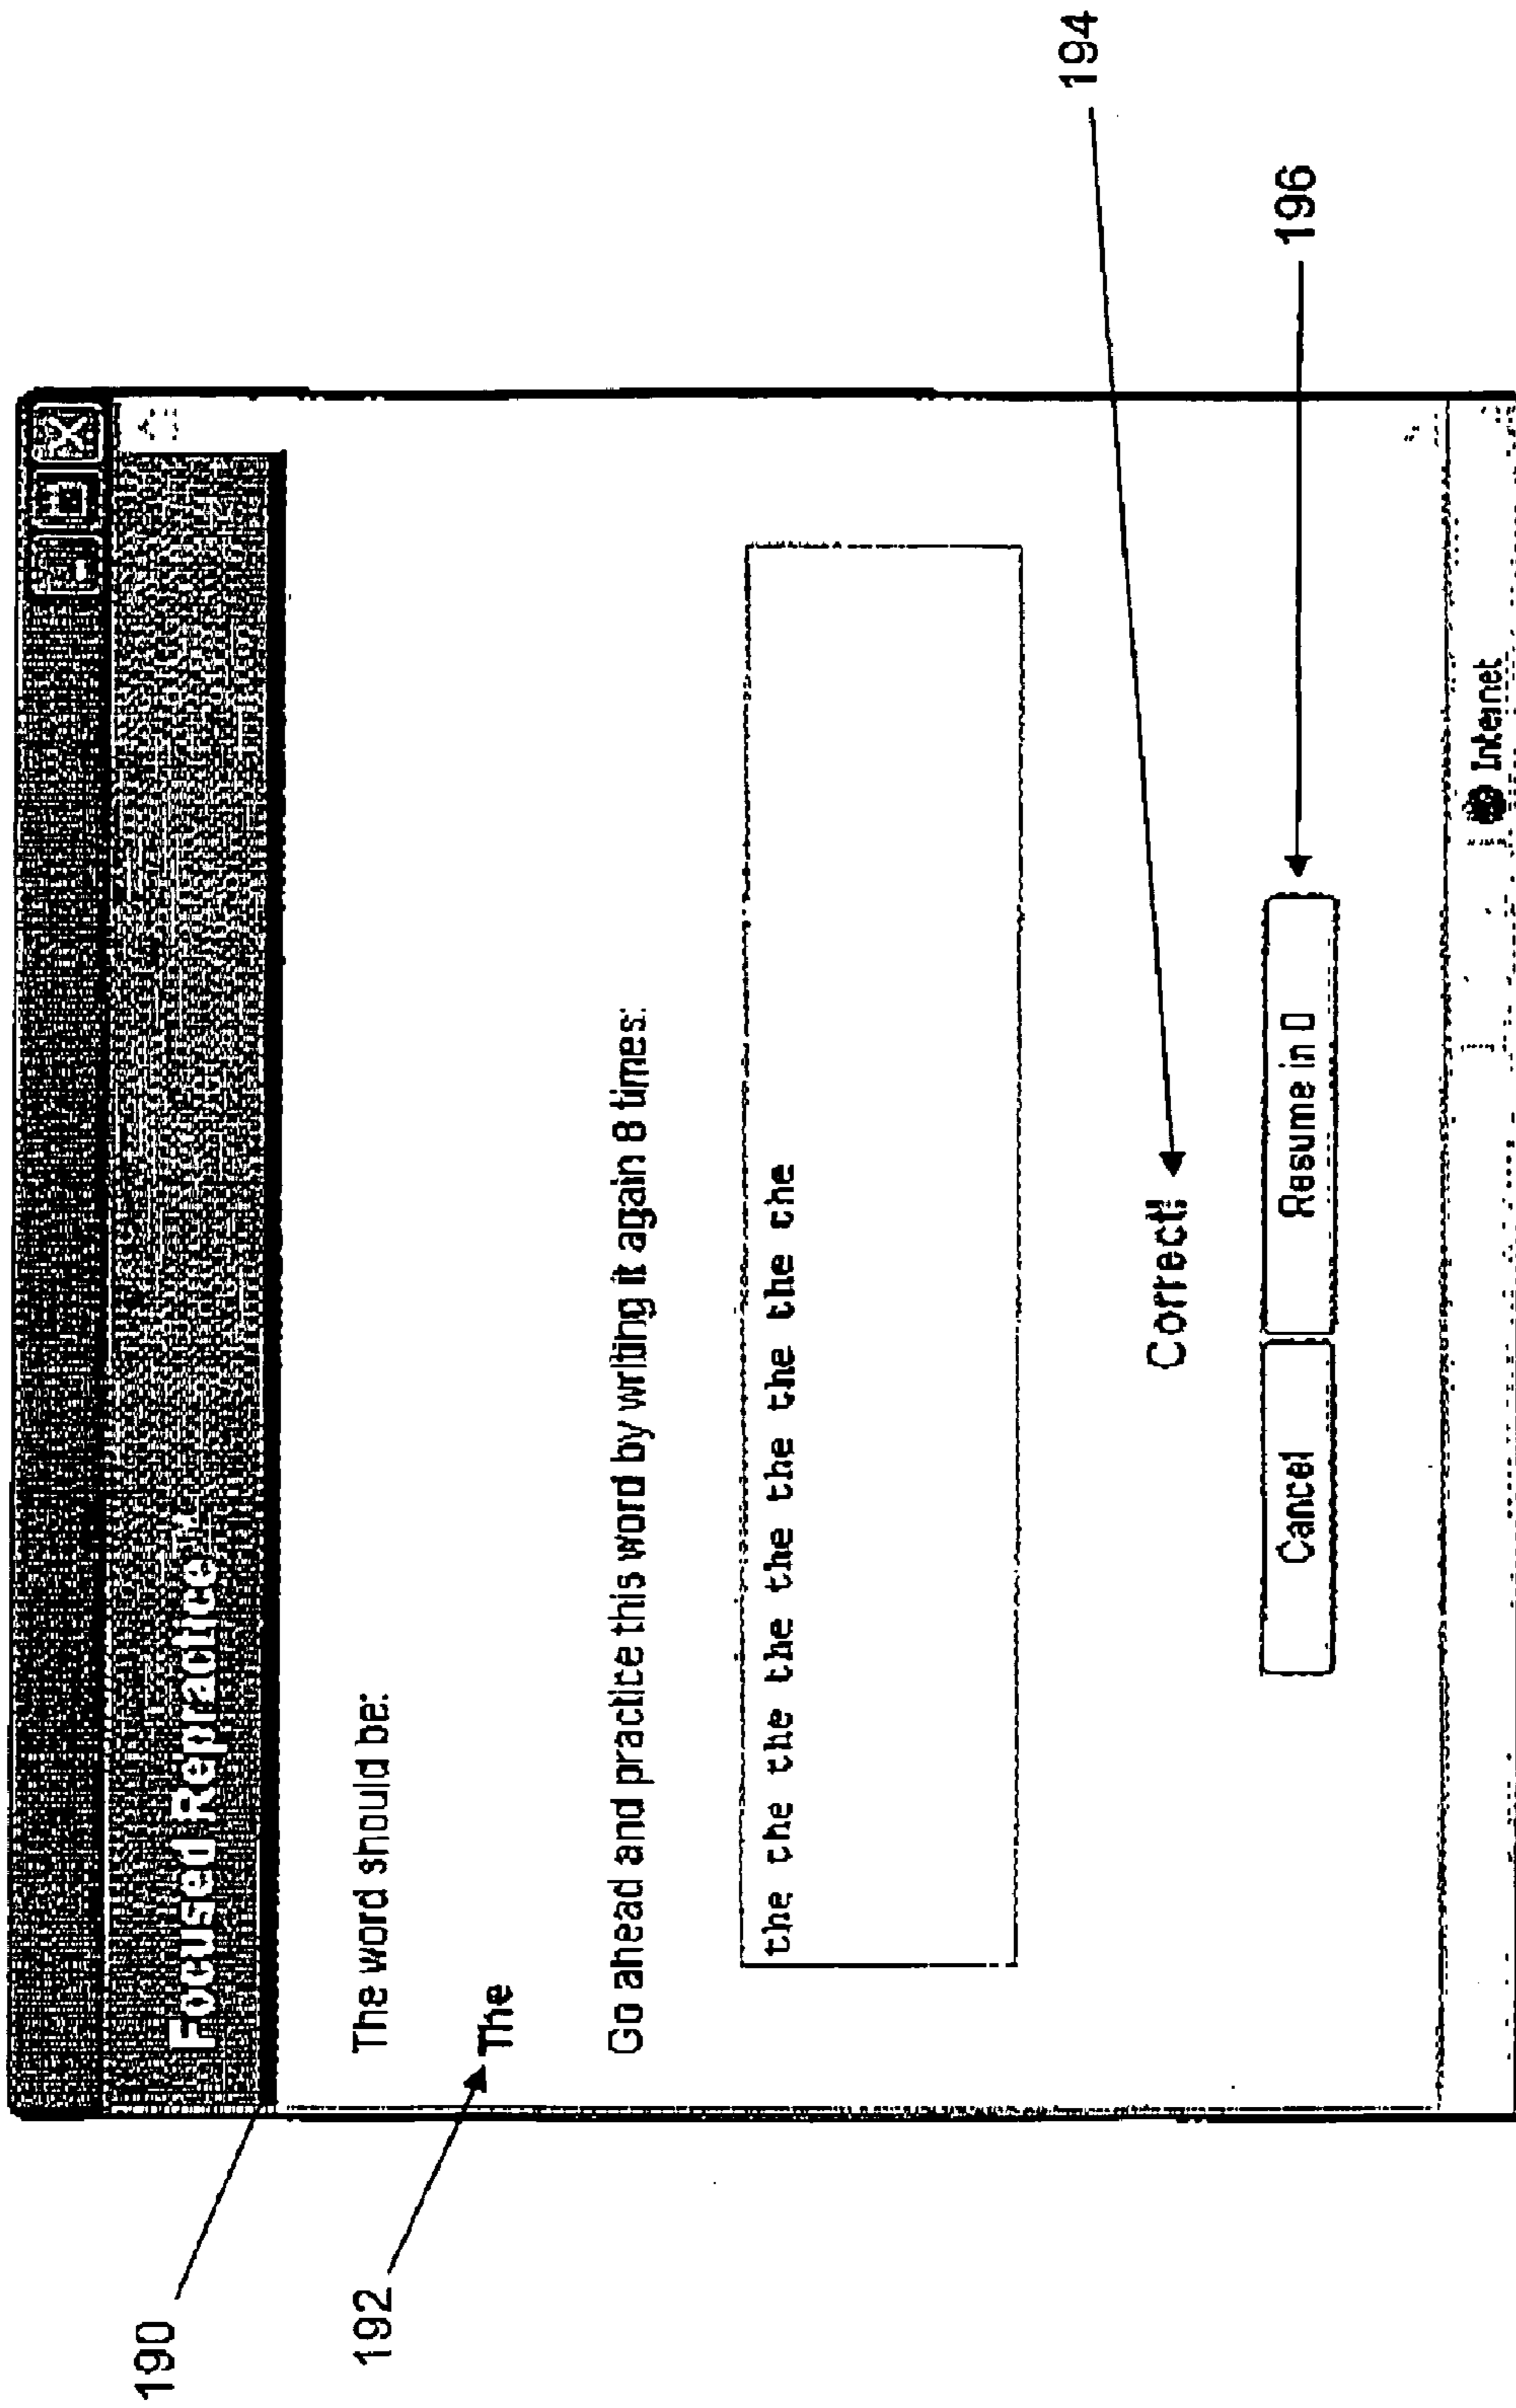 Focused Repractice™
The word should be:
The
Go ahead and practice this word by writing it again 8 times:
the the the the the the the the
Correct!
Cancel
Resume in 0
Internet
190
192
194
196